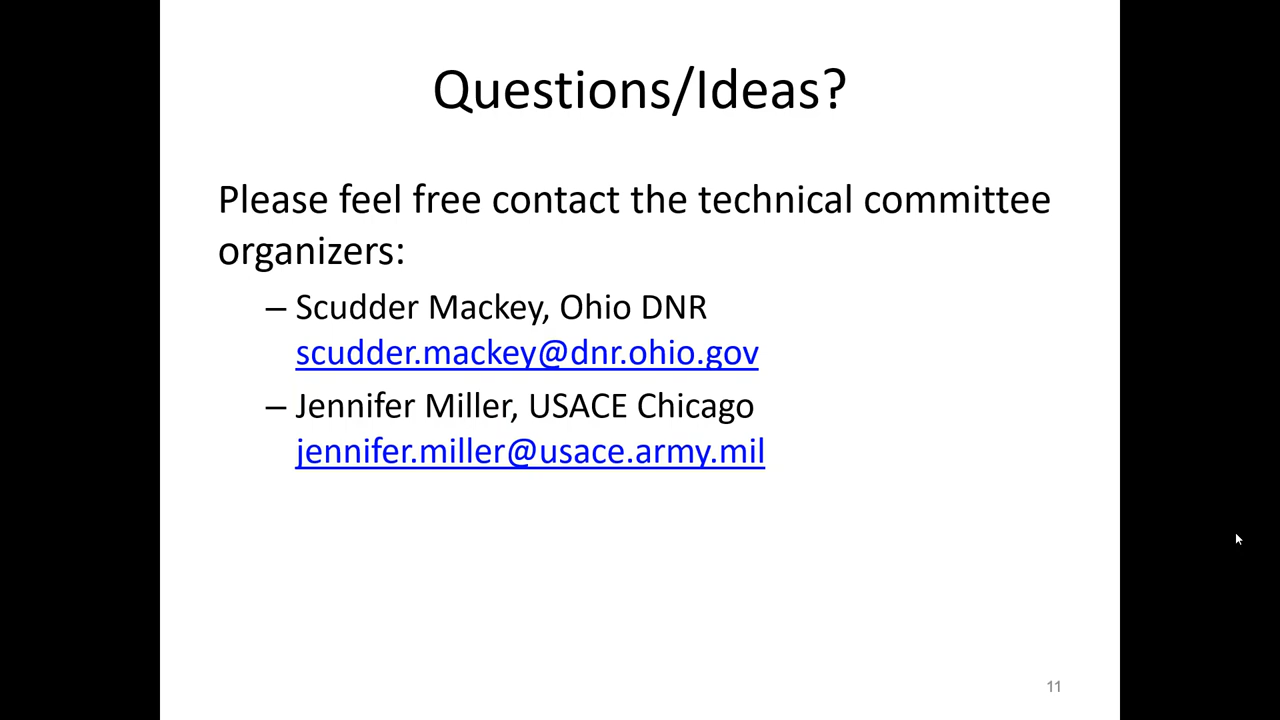 Questions/Ideas?
Please feel free contact the technical committee
organizers:
– Scudder Mackey, Ohio DNR
scudder.mackey@dnr.ohio.gov
– Jennifer Miller, USACE Chicago
jennifer.miller@usace.army.mil
11